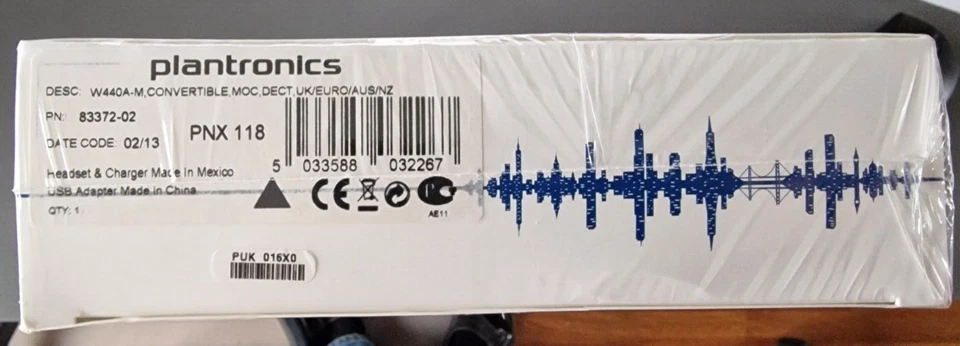 plantronics
DESC: W440A-M,CONVERTIBLE,MOC,DECT,UK/EURO/AUS/NZ
PN: 83372-02
DATE CODE: 02/13
PNX 118
5 033588 032267
Headset & Charger Made in Mexico
USB Adapter Made in China
QTY: 1
CE
AE11
PUK 016X0